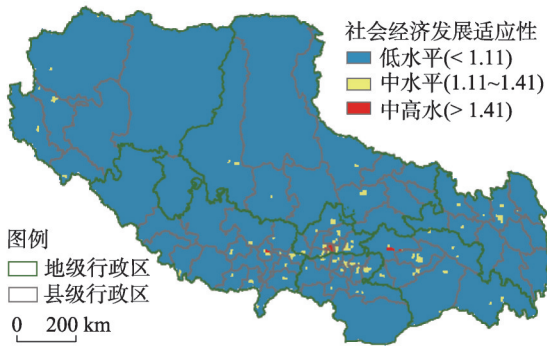 社会经济发展适应性
低水平(< 1.11)
中水平(1.11~1.41)
中高水(> 1.41)
图例
地级行政区
县级行政区
0 200 km